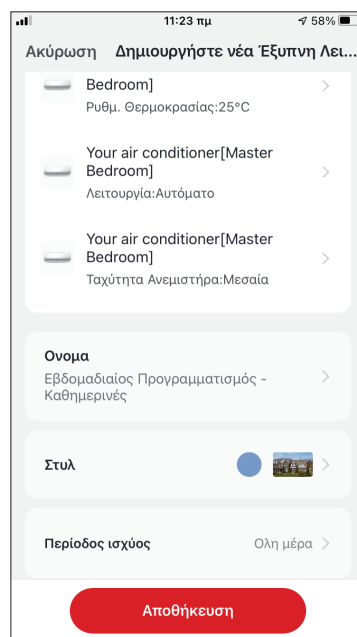 11:23 πμ
58%
Ακύρωση Δημιουργήστε νέα Έξυπνη Λει...
Bedroom]
Ρυθμ. Θερμοκρασίας:25°C
Your air conditioner[Master
Bedroom]
Λειτουργία:Αυτόματο
Your air conditioner[Master
Bedroom]
Ταχύτητα Ανεμιστήρα:Μεσαία
Ονομα
Εβδομαδιαίος Προγραμματισμός -
Καθημερινές
Στυλ
Περίοδος ισχύος Ολη μέρα
Αποθήκευση